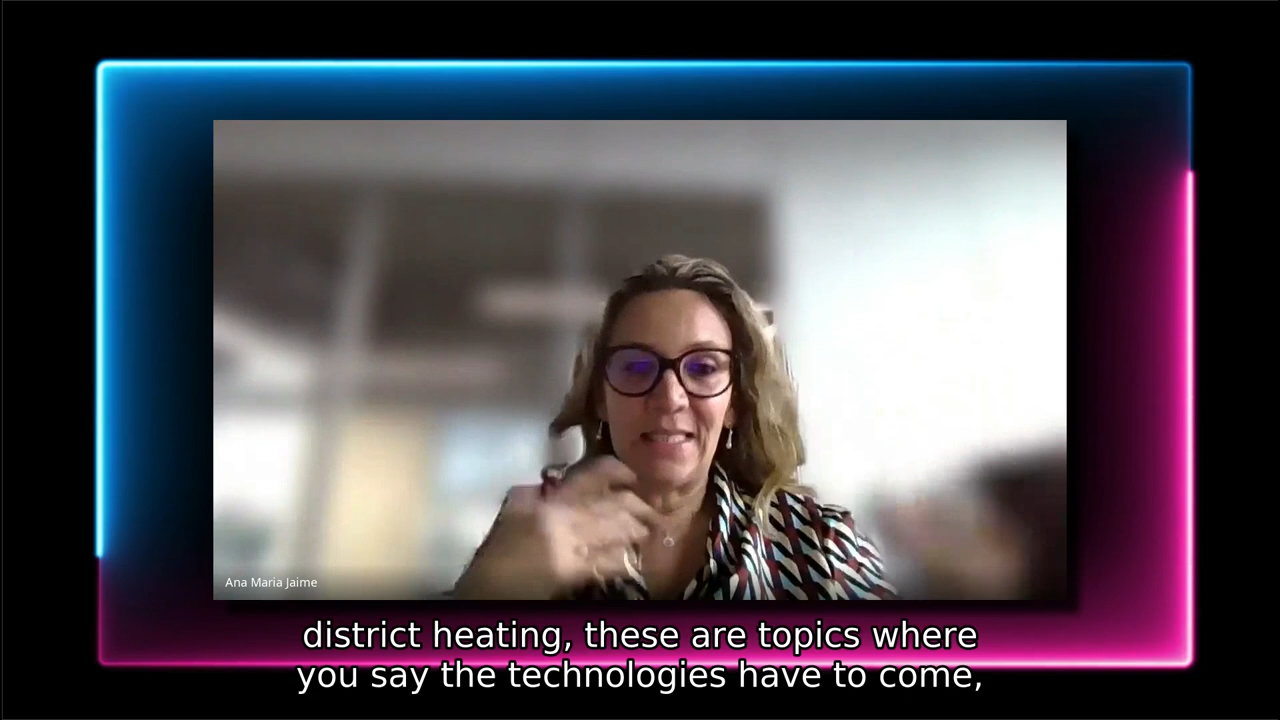 Ana Maria Jaime
district heating, these are topics where
you say the technologies have to come,